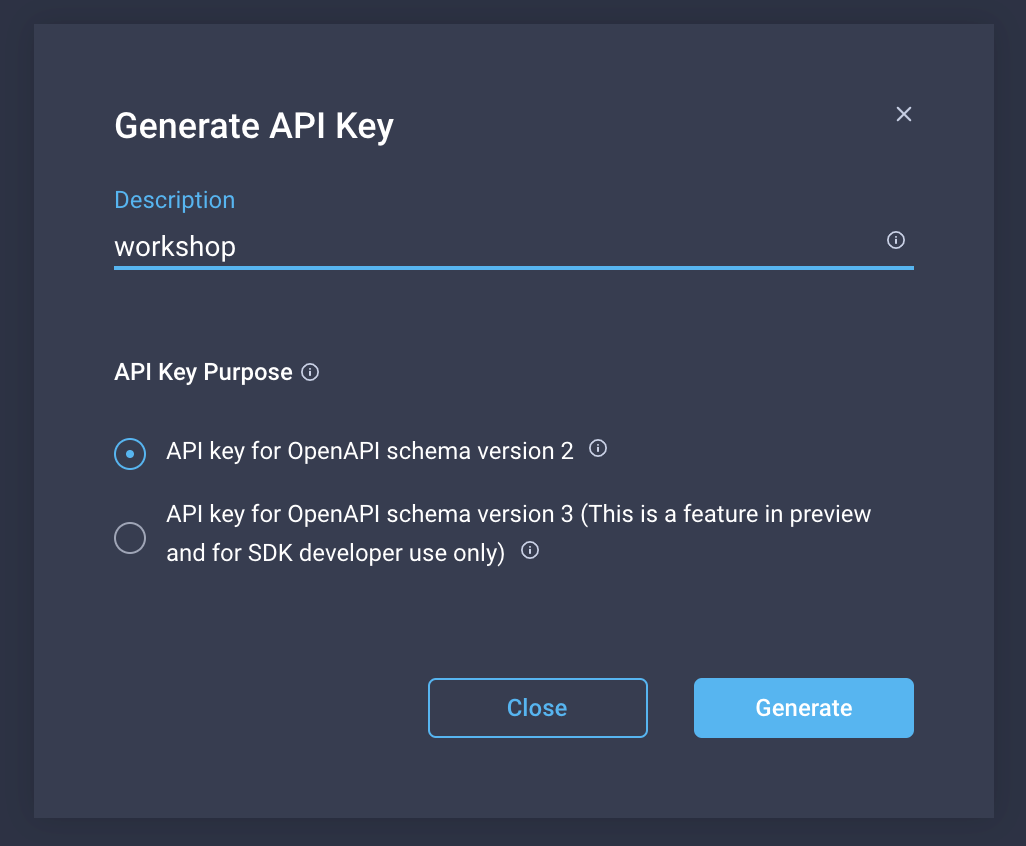 Generate API Key
Description
workshop
API Key Purpose
API key for OpenAPI schema version 2
API key for OpenAPI schema version 3 (This is a feature in preview
and for SDK developer use only)
Close
Generate